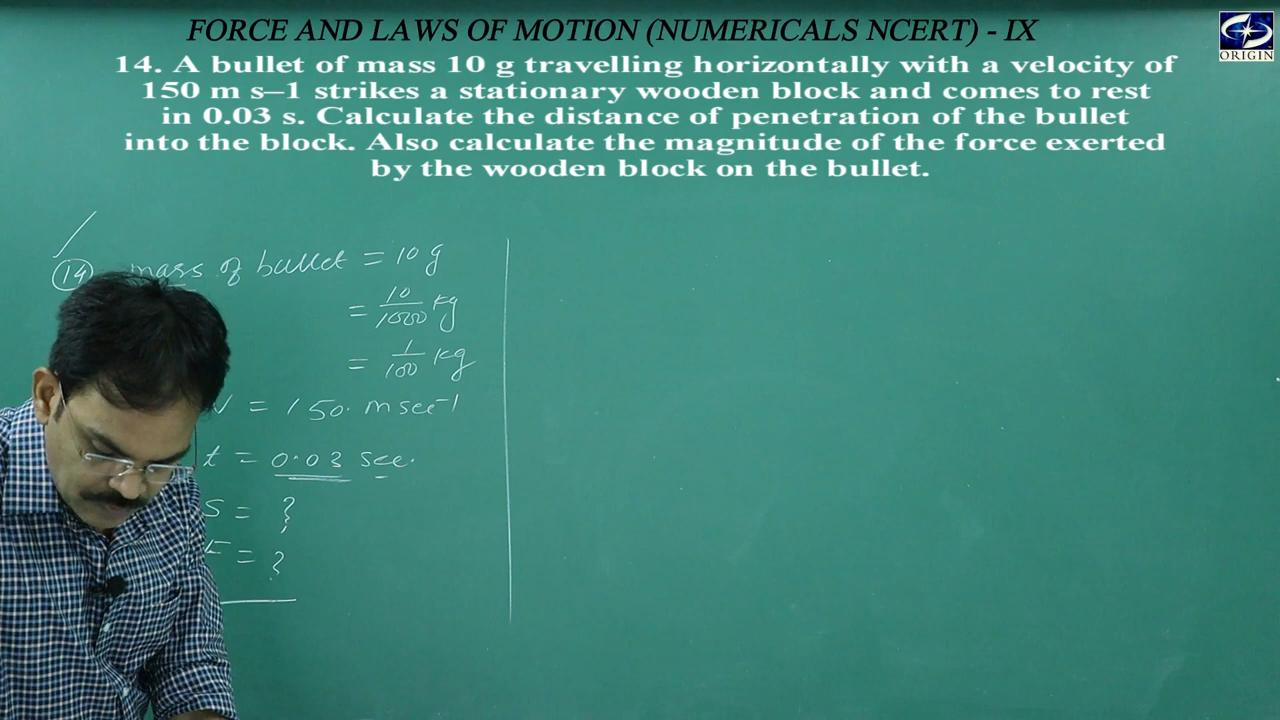 FORCE AND LAWS OF MOTION (NUMERICALS NCERT) - IX
ORIGIN
14. A bullet of mass 10 g travelling horizontally with a velocity of
150 m s–1 strikes a stationary wooden block and comes to rest
in 0.03 s. Calculate the distance of penetration of the bullet
into the block. Also calculate the magnitude of the force exerted
by the wooden block on the bullet.
14 mass of bullet = 10 g
= 10/1000 kg
= 1/100 kg
= 150 m sec-1
t = 0.03 sec.
S = ?
F = ?